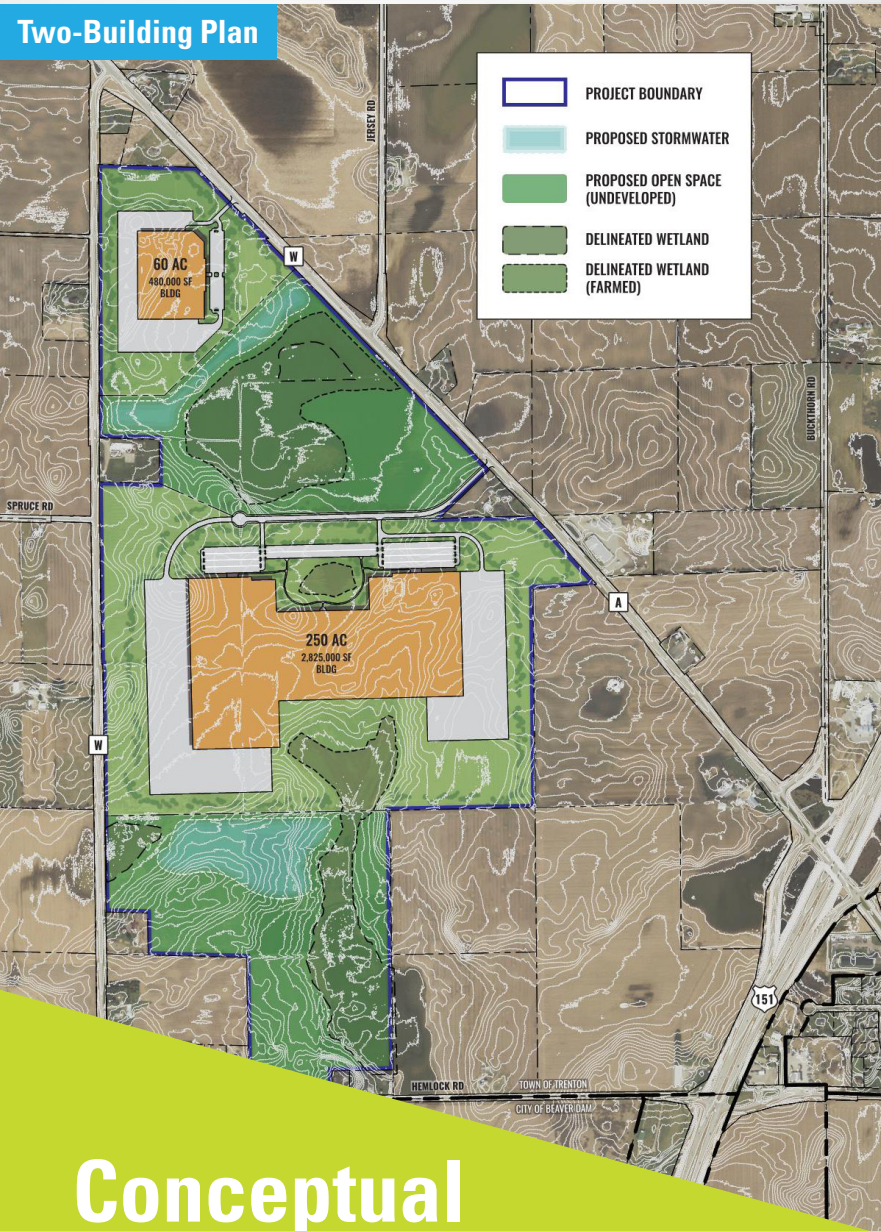 Two-Building Plan
JERSEY RD
PROJECT BOUNDARY
PROPOSED STORMWATER
PROPOSED OPEN SPACE
(UNDEVELOPED)
DELINEATED WETLAND
DELINEATED WETLAND
(FARMED)
W
60 AC
480,000 SF
BLDG
BUCKTHORN RD
SPRUCE RD
A
250 AC
2,825,000 SF
BLDG
W
151
HEMLOCK RD
TOWN OF TRENTON
CITY OF BEAVER DAM
Conceptual